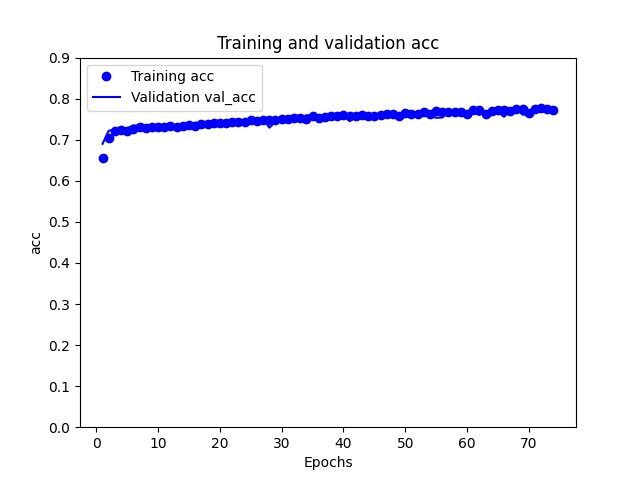 Training and validation acc
Training acc
Validation val_acc
0.9
0.8
0.7
0.6
0.5
0.4
0.3
0.2
0.1
0.0
acc
0 10 20 30 40 50 60 70
Epochs